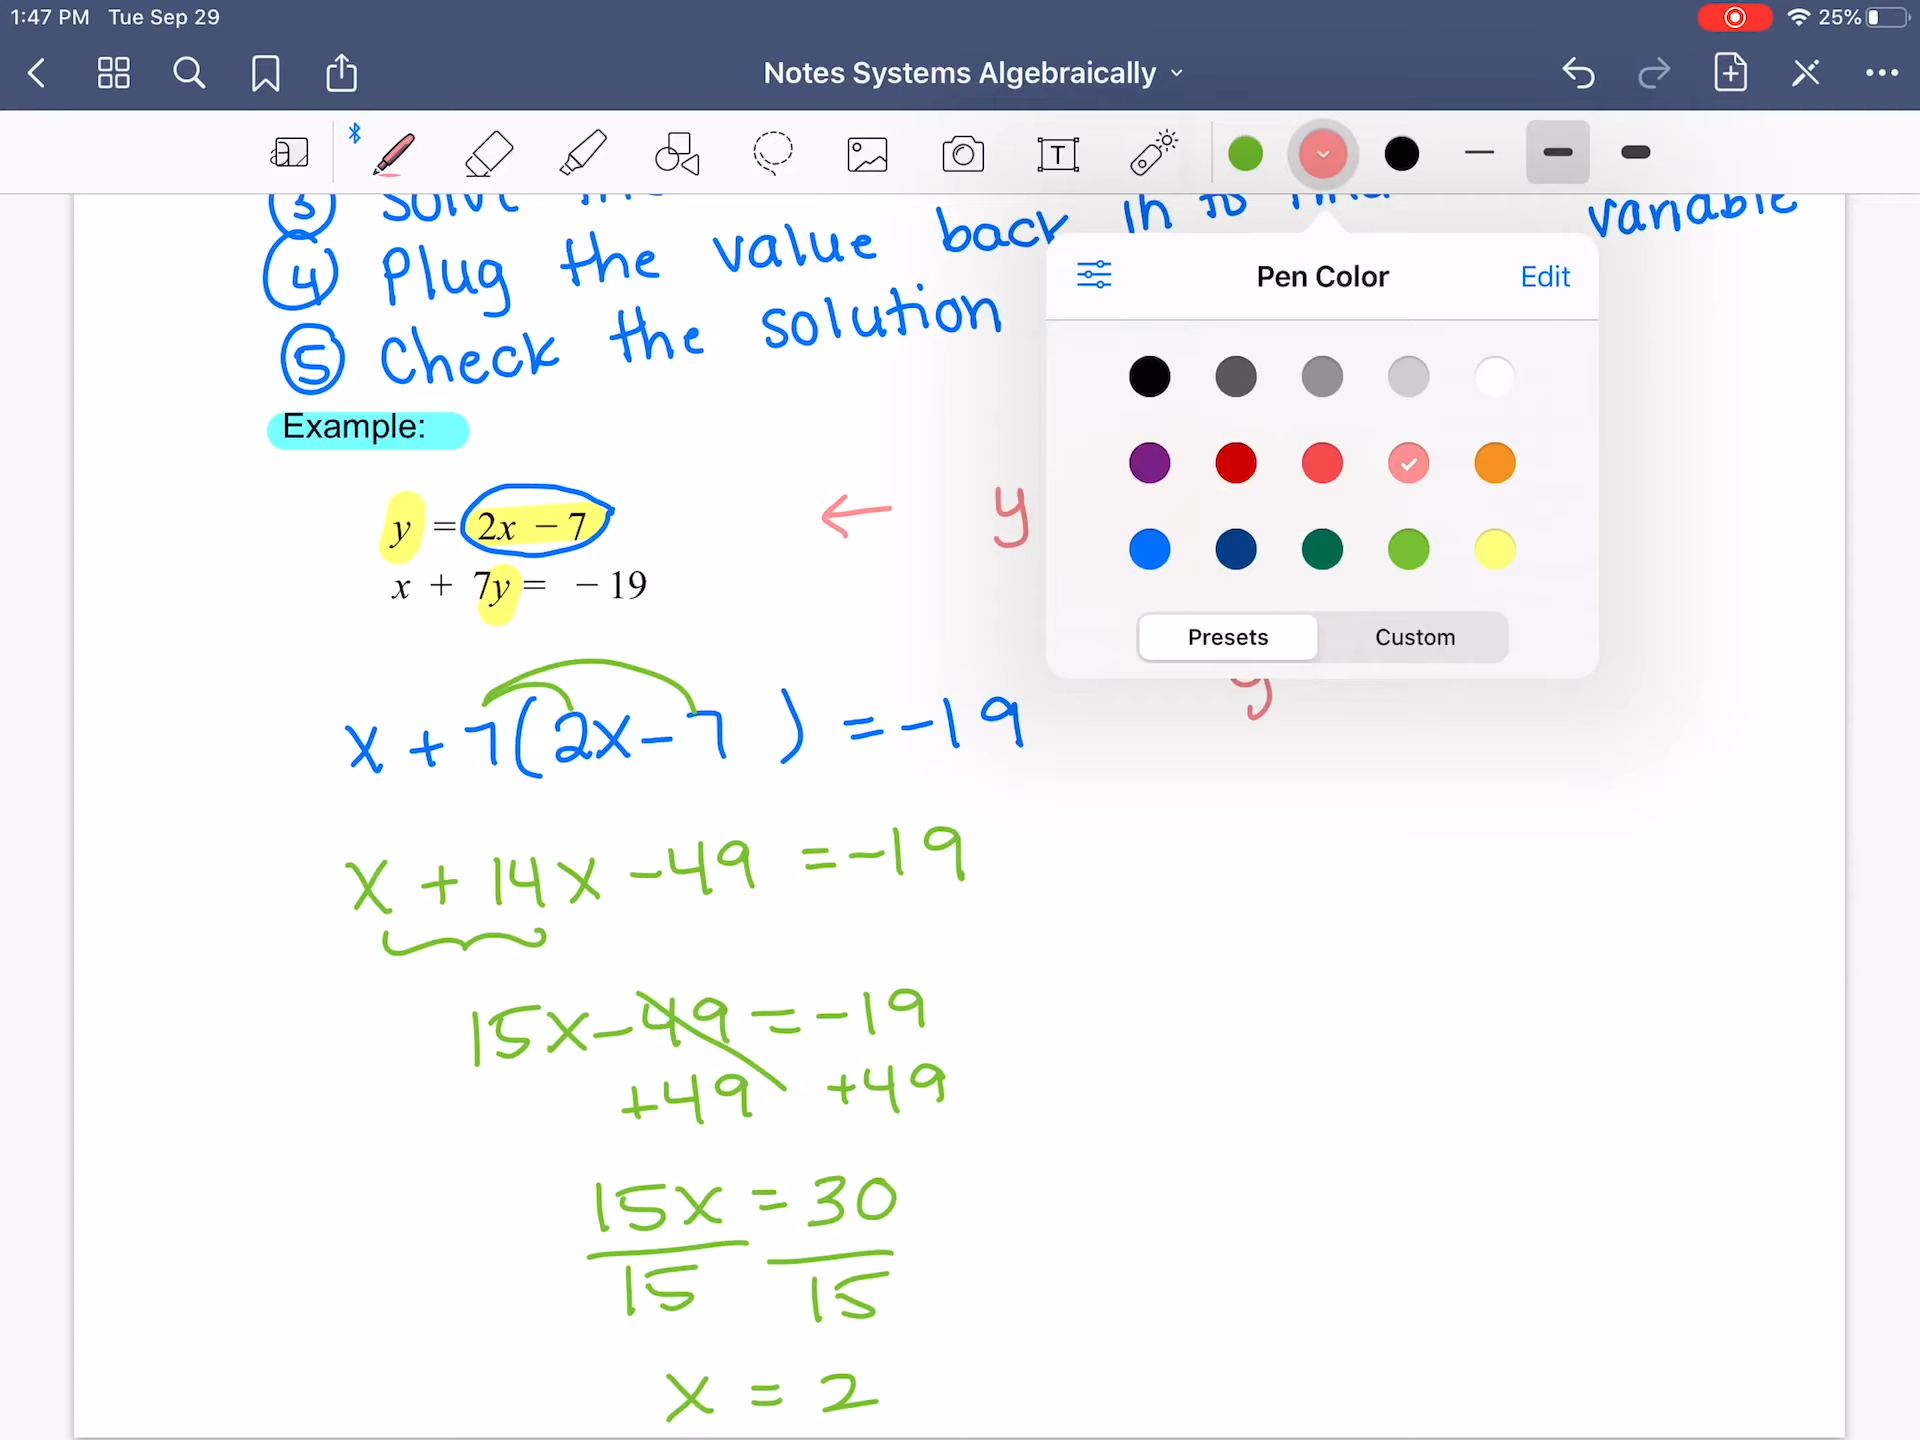 1:47 PM Tue Sep 29 25%
Notes Systems Algebraically
a T
3 Solve
4 Plug the value back in to variable
5 Check the solution
Example:
y = 2x − 7 ← y
x + 7y = − 19
y
x + 7(2x − 7 ) = −19
x + 14x − 49 = −19
15x − 49 = −19
+49 +49
15x = 30
15 15
x = 2
Pen Color Edit
Presets Custom